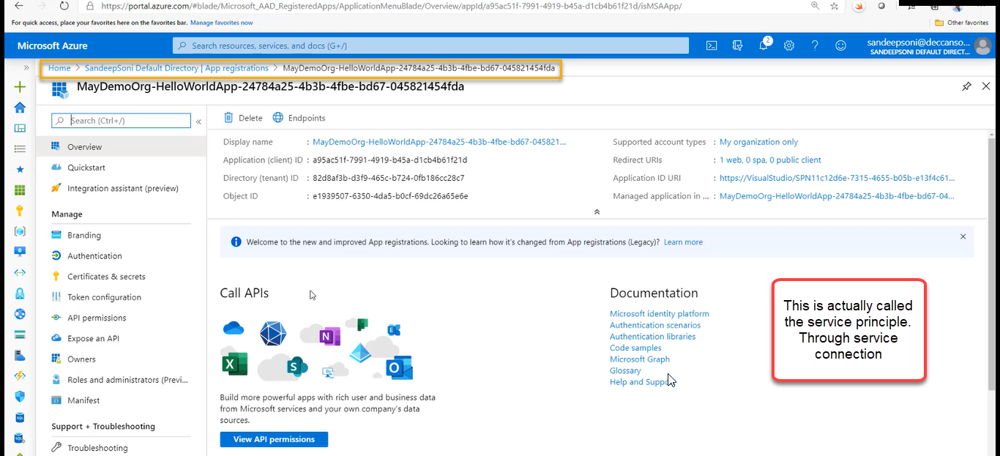 https://portal.azure.com/#blade/Microsoft_AAD_RegisteredApps/ApplicationMenuBlade/Overview/appId/a95ac51f-7991-4919-b45a-d1cb4b61f21d/isMSAApp/
For quick access, place your favorites here on the favorites bar. Manage favorites now
Other favorites
Microsoft Azure
Search resources, services, and docs (G+/)
2
sandeepsoni@deccanso...
SANDEEPSONI DEFAULT DIRECT...
Home > SandeepSoni Default Directory | App registrations > MayDemoOrg-HelloWorldApp-24784a25-4b3b-4fbe-bd67-045821454fda
MayDemoOrg-HelloWorldApp-24784a25-4b3b-4fbe-bd67-045821454fda
Search (Ctrl+/)
Overview
Quickstart
Integration assistant (preview)
Manage
Branding
Authentication
Certificates & secrets
Token configuration
API permissions
Expose an API
Owners
Roles and administrators (Previ...
Manifest
Support + Troubleshooting
Troubleshooting
Delete Endpoints
Display name : MayDemoOrg-HelloWorldApp-24784a25-4b3b-4fbe-bd67-045821...
Application (client) ID : a95ac51f-7991-4919-b45a-d1cb4b61f21d
Directory (tenant) ID : 82d8af3b-d3f9-465c-b724-0fb186cc28c7
Object ID : e1939507-6350-4da5-b0cf-69dc26a65e6e
Supported account types : My organization only
Redirect URIs : 1 web, 0 spa, 0 public client
Application ID URI : https://VisualStudio/SPN11c12d6e-7315-4655-b05b-e13f4c61...
Managed application in ... : MayDemoOrg-HelloWorldApp-24784a25-4b3b-4fbe-bd67-04...
Welcome to the new and improved App registrations. Looking to learn how it's changed from App registrations (Legacy)? Learn more
Call APIs
N
E
X
S
O
Build more powerful apps with rich user and business data
from Microsoft services and your own company's data
sources.
View API permissions
Documentation
Microsoft identity platform
Authentication scenarios
Authentication libraries
Code samples
Microsoft Graph
Glossary
Help and Support
This is actually called
the service principle.
Through service
connection